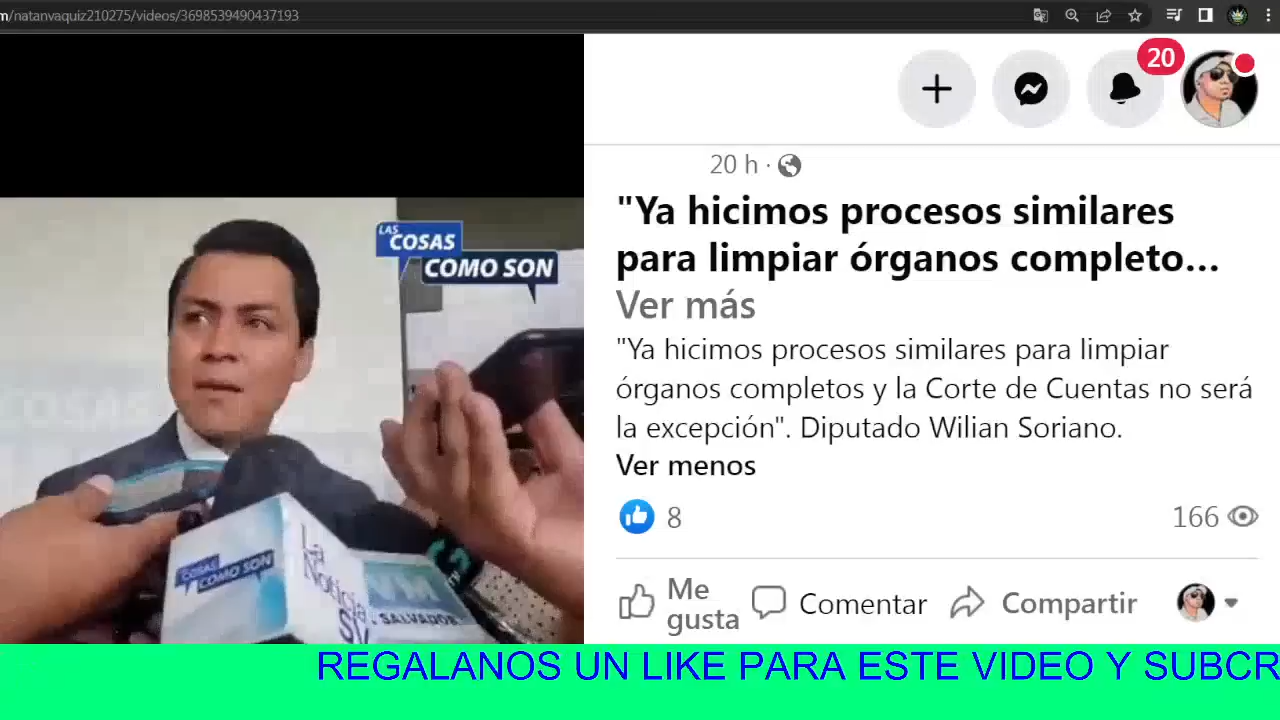 m/natanvaquiz210275/videos/3698539490437193
20
20 h
"Ya hicimos procesos similares
para limpiar órganos completo...
Ver más
"Ya hicimos procesos similares para limpiar
órganos completos y la Corte de Cuentas no será
la excepción". Diputado Wilian Soriano.
Ver menos
8
166
Me
gusta
Comentar
Compartir
LAS
COSAS
COMO SON
COSAS
COMO SON
La
Noticia
SV
SALVADOR
REGALANOS UN LIKE PARA ESTE VIDEO Y SUBCR